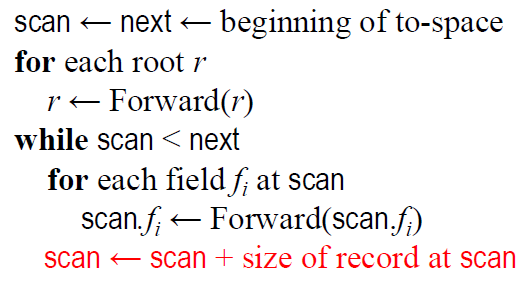 scan ← next ← beginning of to-space
for each root r
r ← Forward(r)
while scan < next
for each field fi at scan
scan.fi ← Forward(scan.fi)
scan ← scan + size of record at scan